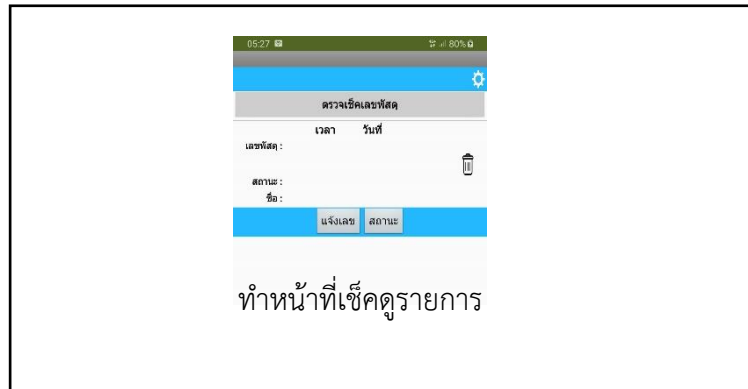 05:27 80%
ตรวจเช็คเลขพัสดุ
เวลา วันที่
เลขพัสดุ :
สถานะ :
ชื่อ :
แจ้งเลข สถานะ
ทำหน้าที่เช็คดูรายการ